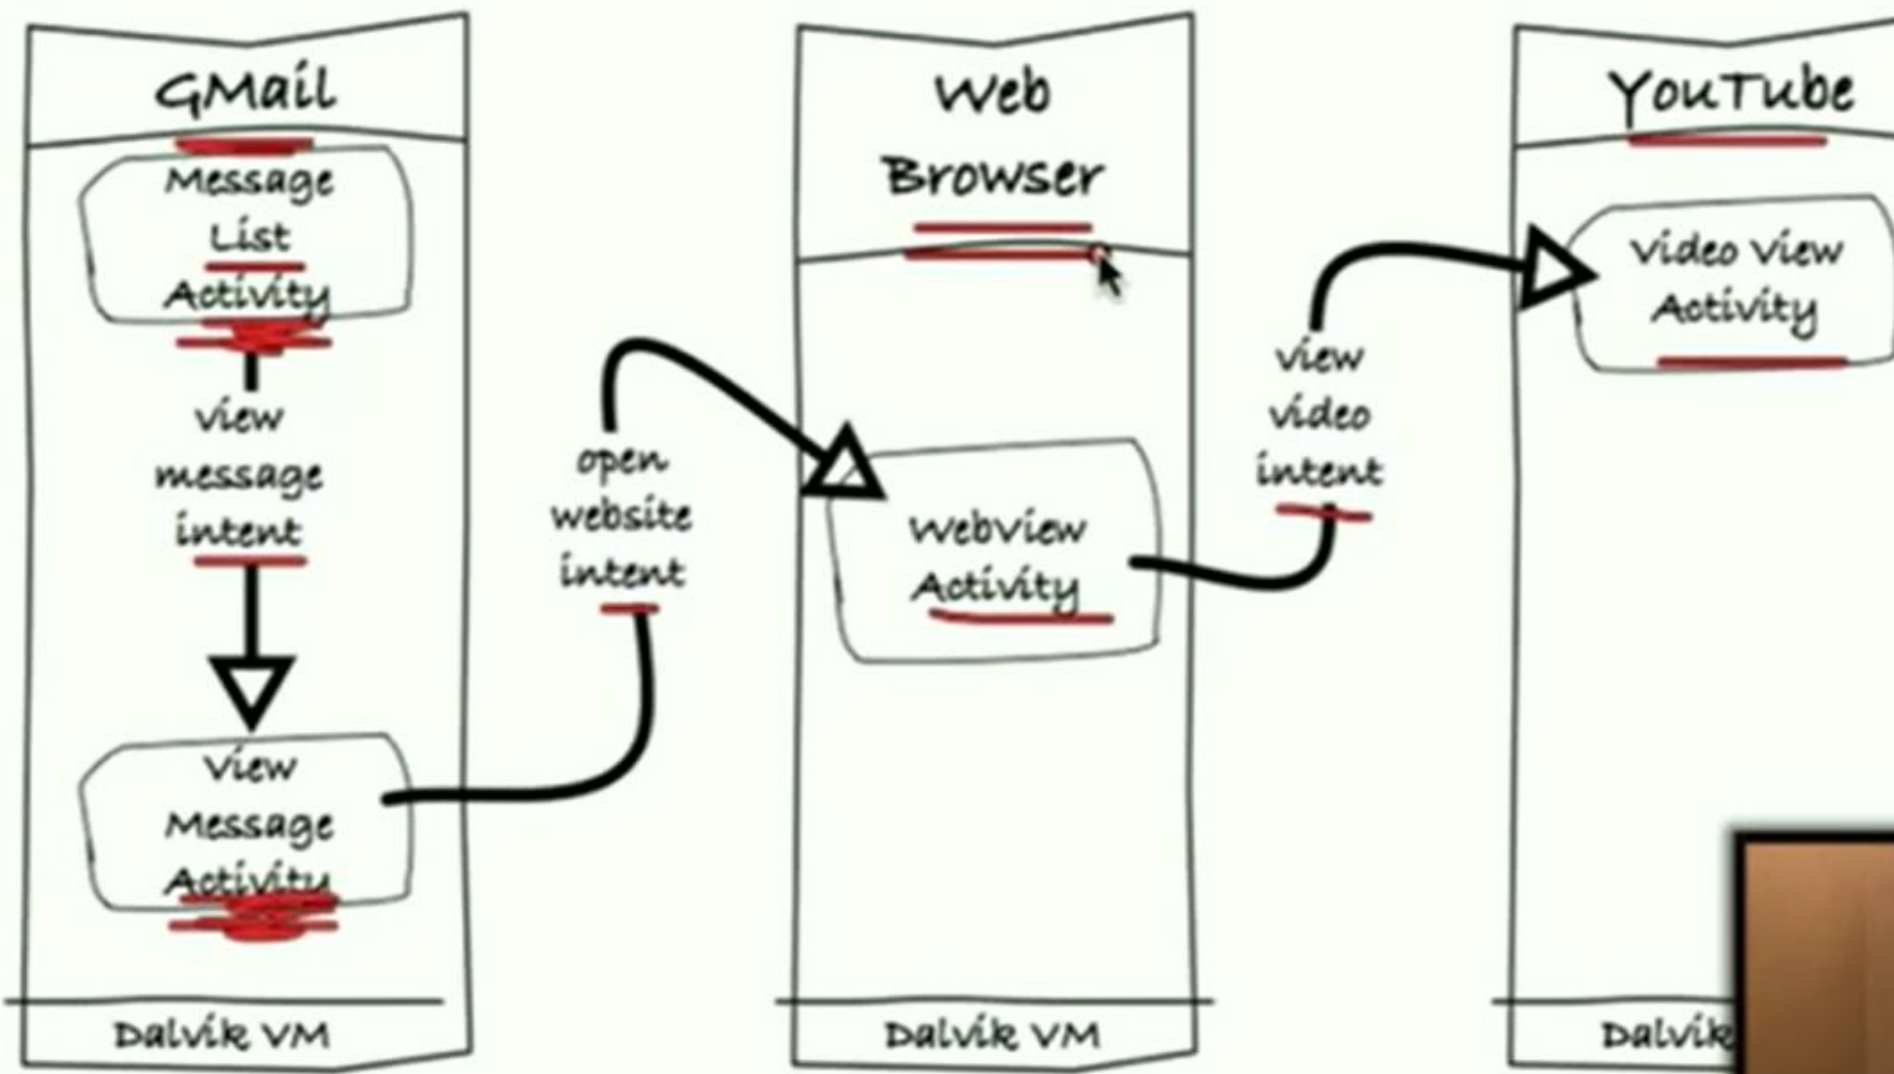 GMail
Message
List
Activity
view
message
intent
View
Message
Activity
Dalvik VM
open
website
intent
Web
Browser
WebView
Activity
Dalvik VM
view
video
intent
YouTube
Video View
Activity
Dalvik